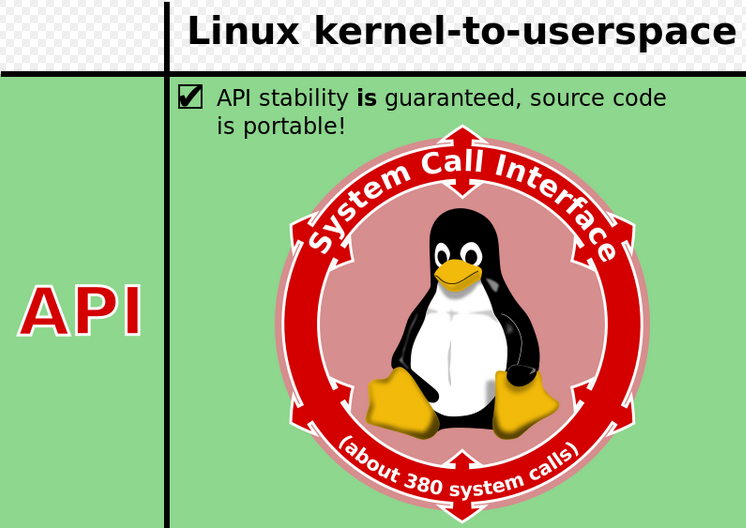 Linux kernel-to-userspace
API stability is guaranteed, source code
is portable!
System Call Interface
API
(about 380 system calls)